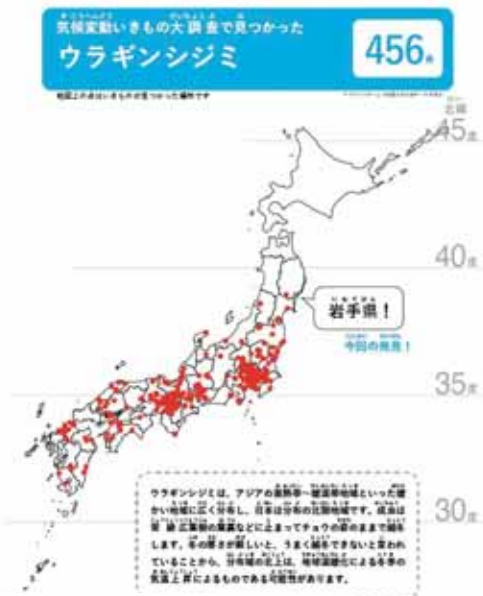 気候変動いきもの大調査で見つかった
ウラギンシジミ
456件
地図上の点はいきものが見つかった場所です
北緯
45度
40度
岩手県！
今回の発見！
35度
30度
ウラギンシジミは、アジアの亜熱帯〜暖温帯地域といった暖
かい地域に広く分布し、日本は分布の北限地域です。成虫は
常緑広葉樹の葉裏などに止まってチョウの姿のままで越冬
します。冬の寒さが厳しいと、うまく越冬できないと言われ
ていることから、分布域の北上は、地球温暖化による冬季の
気温上昇によるものである可能性があります。